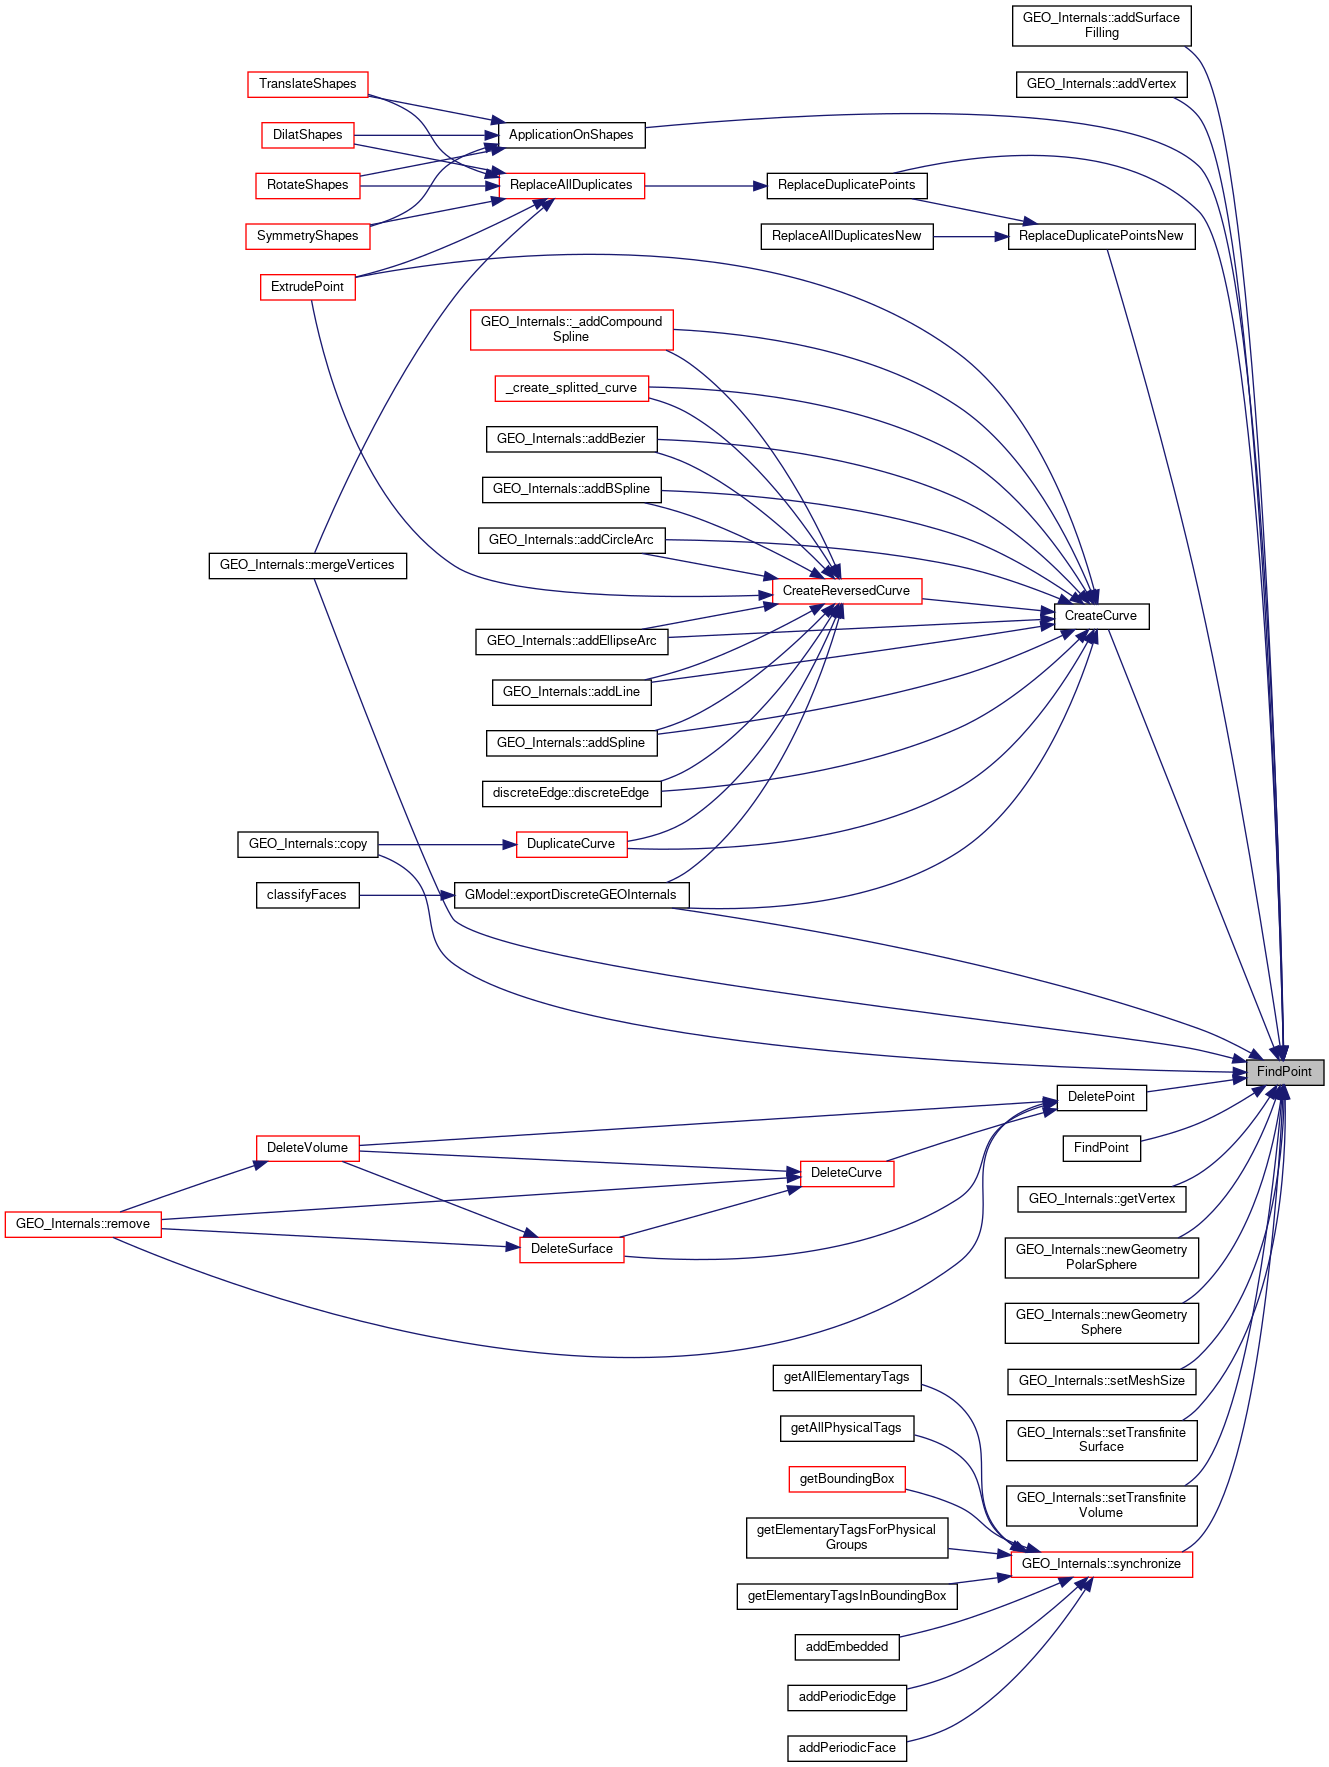 GEO_Internals::addSurface
Filling
TranslateShapes
GEO_Internals::addVertex
DilatShapes
ApplicationOnShapes
RotateShapes
ReplaceAllDuplicates
ReplaceDuplicatePoints
SymmetryShapes
ReplaceAllDuplicatesNew
ReplaceDuplicatePointsNew
ExtrudePoint
GEO_Internals::_addCompound
Spline
_create_splitted_curve
GEO_Internals::addBezier
GEO_Internals::addBSpline
GEO_Internals::addCircleArc
GEO_Internals::mergeVertices
CreateReversedCurve
CreateCurve
GEO_Internals::addEllipseArc
GEO_Internals::addLine
GEO_Internals::addSpline
discreteEdge::discreteEdge
GEO_Internals::copy
DuplicateCurve
classifyFaces
GModel::exportDiscreteGEOInternals
FindPoint
DeletePoint
DeleteVolume
FindPoint
DeleteCurve
GEO_Internals::getVertex
GEO_Internals::remove
DeleteSurface
GEO_Internals::newGeometry
PolarSphere
GEO_Internals::newGeometry
Sphere
getAllElementaryTags
GEO_Internals::setMeshSize
getAllPhysicalTags
GEO_Internals::setTransfinite
Surface
getBoundingBox
GEO_Internals::setTransfinite
Volume
getElementaryTagsForPhysical
Groups
GEO_Internals::synchronize
getElementaryTagsInBoundingBox
addEmbedded
addPeriodicEdge
addPeriodicFace